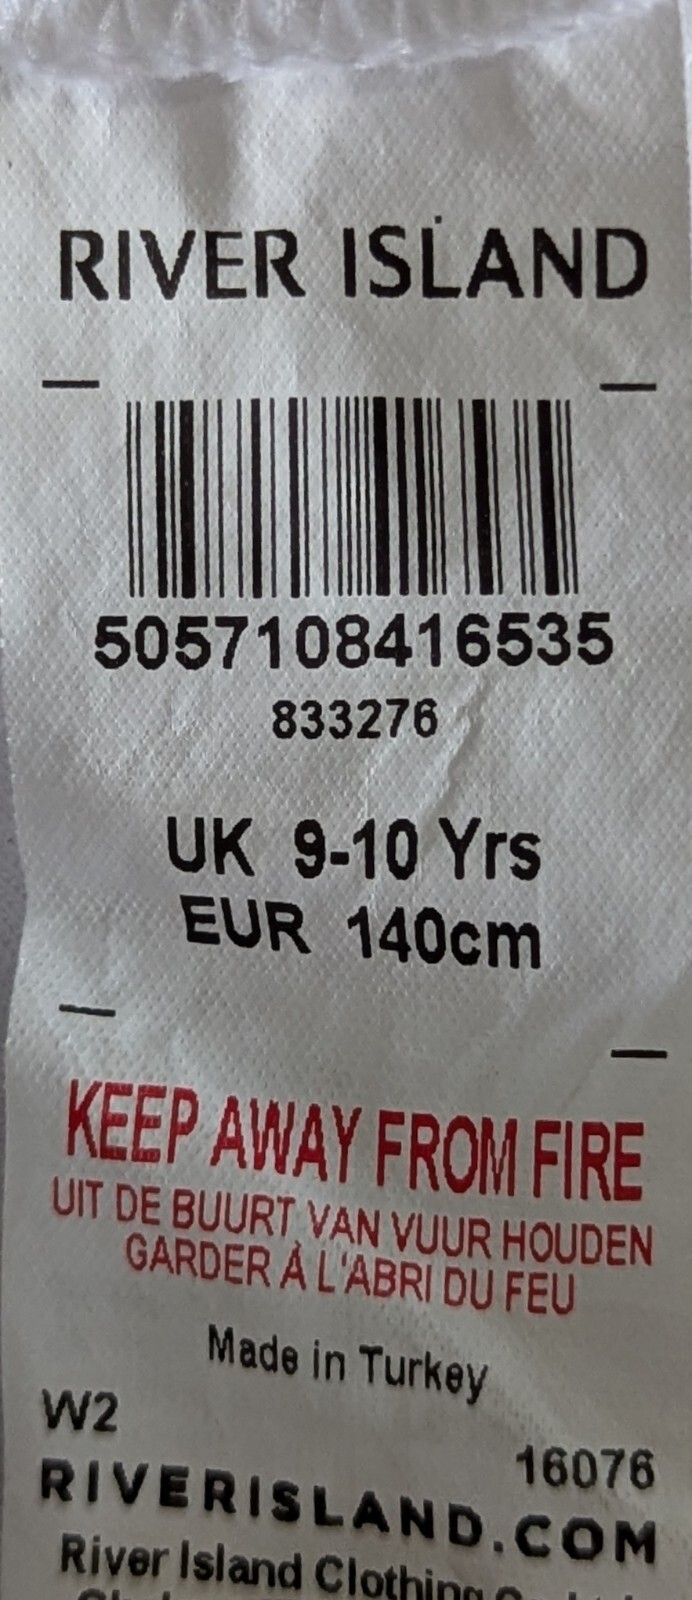 RIVER ISLAND
5057108416535
833276
UK 9-10 Yrs
EUR 140cm
KEEP AWAY FROM FIRE
UIT DE BUURT VAN VUUR HOUDEN
GARDER À L'ABRI DU FEU
Made in Turkey
W2
16076
RIVERISLAND.COM
River Island Clothing